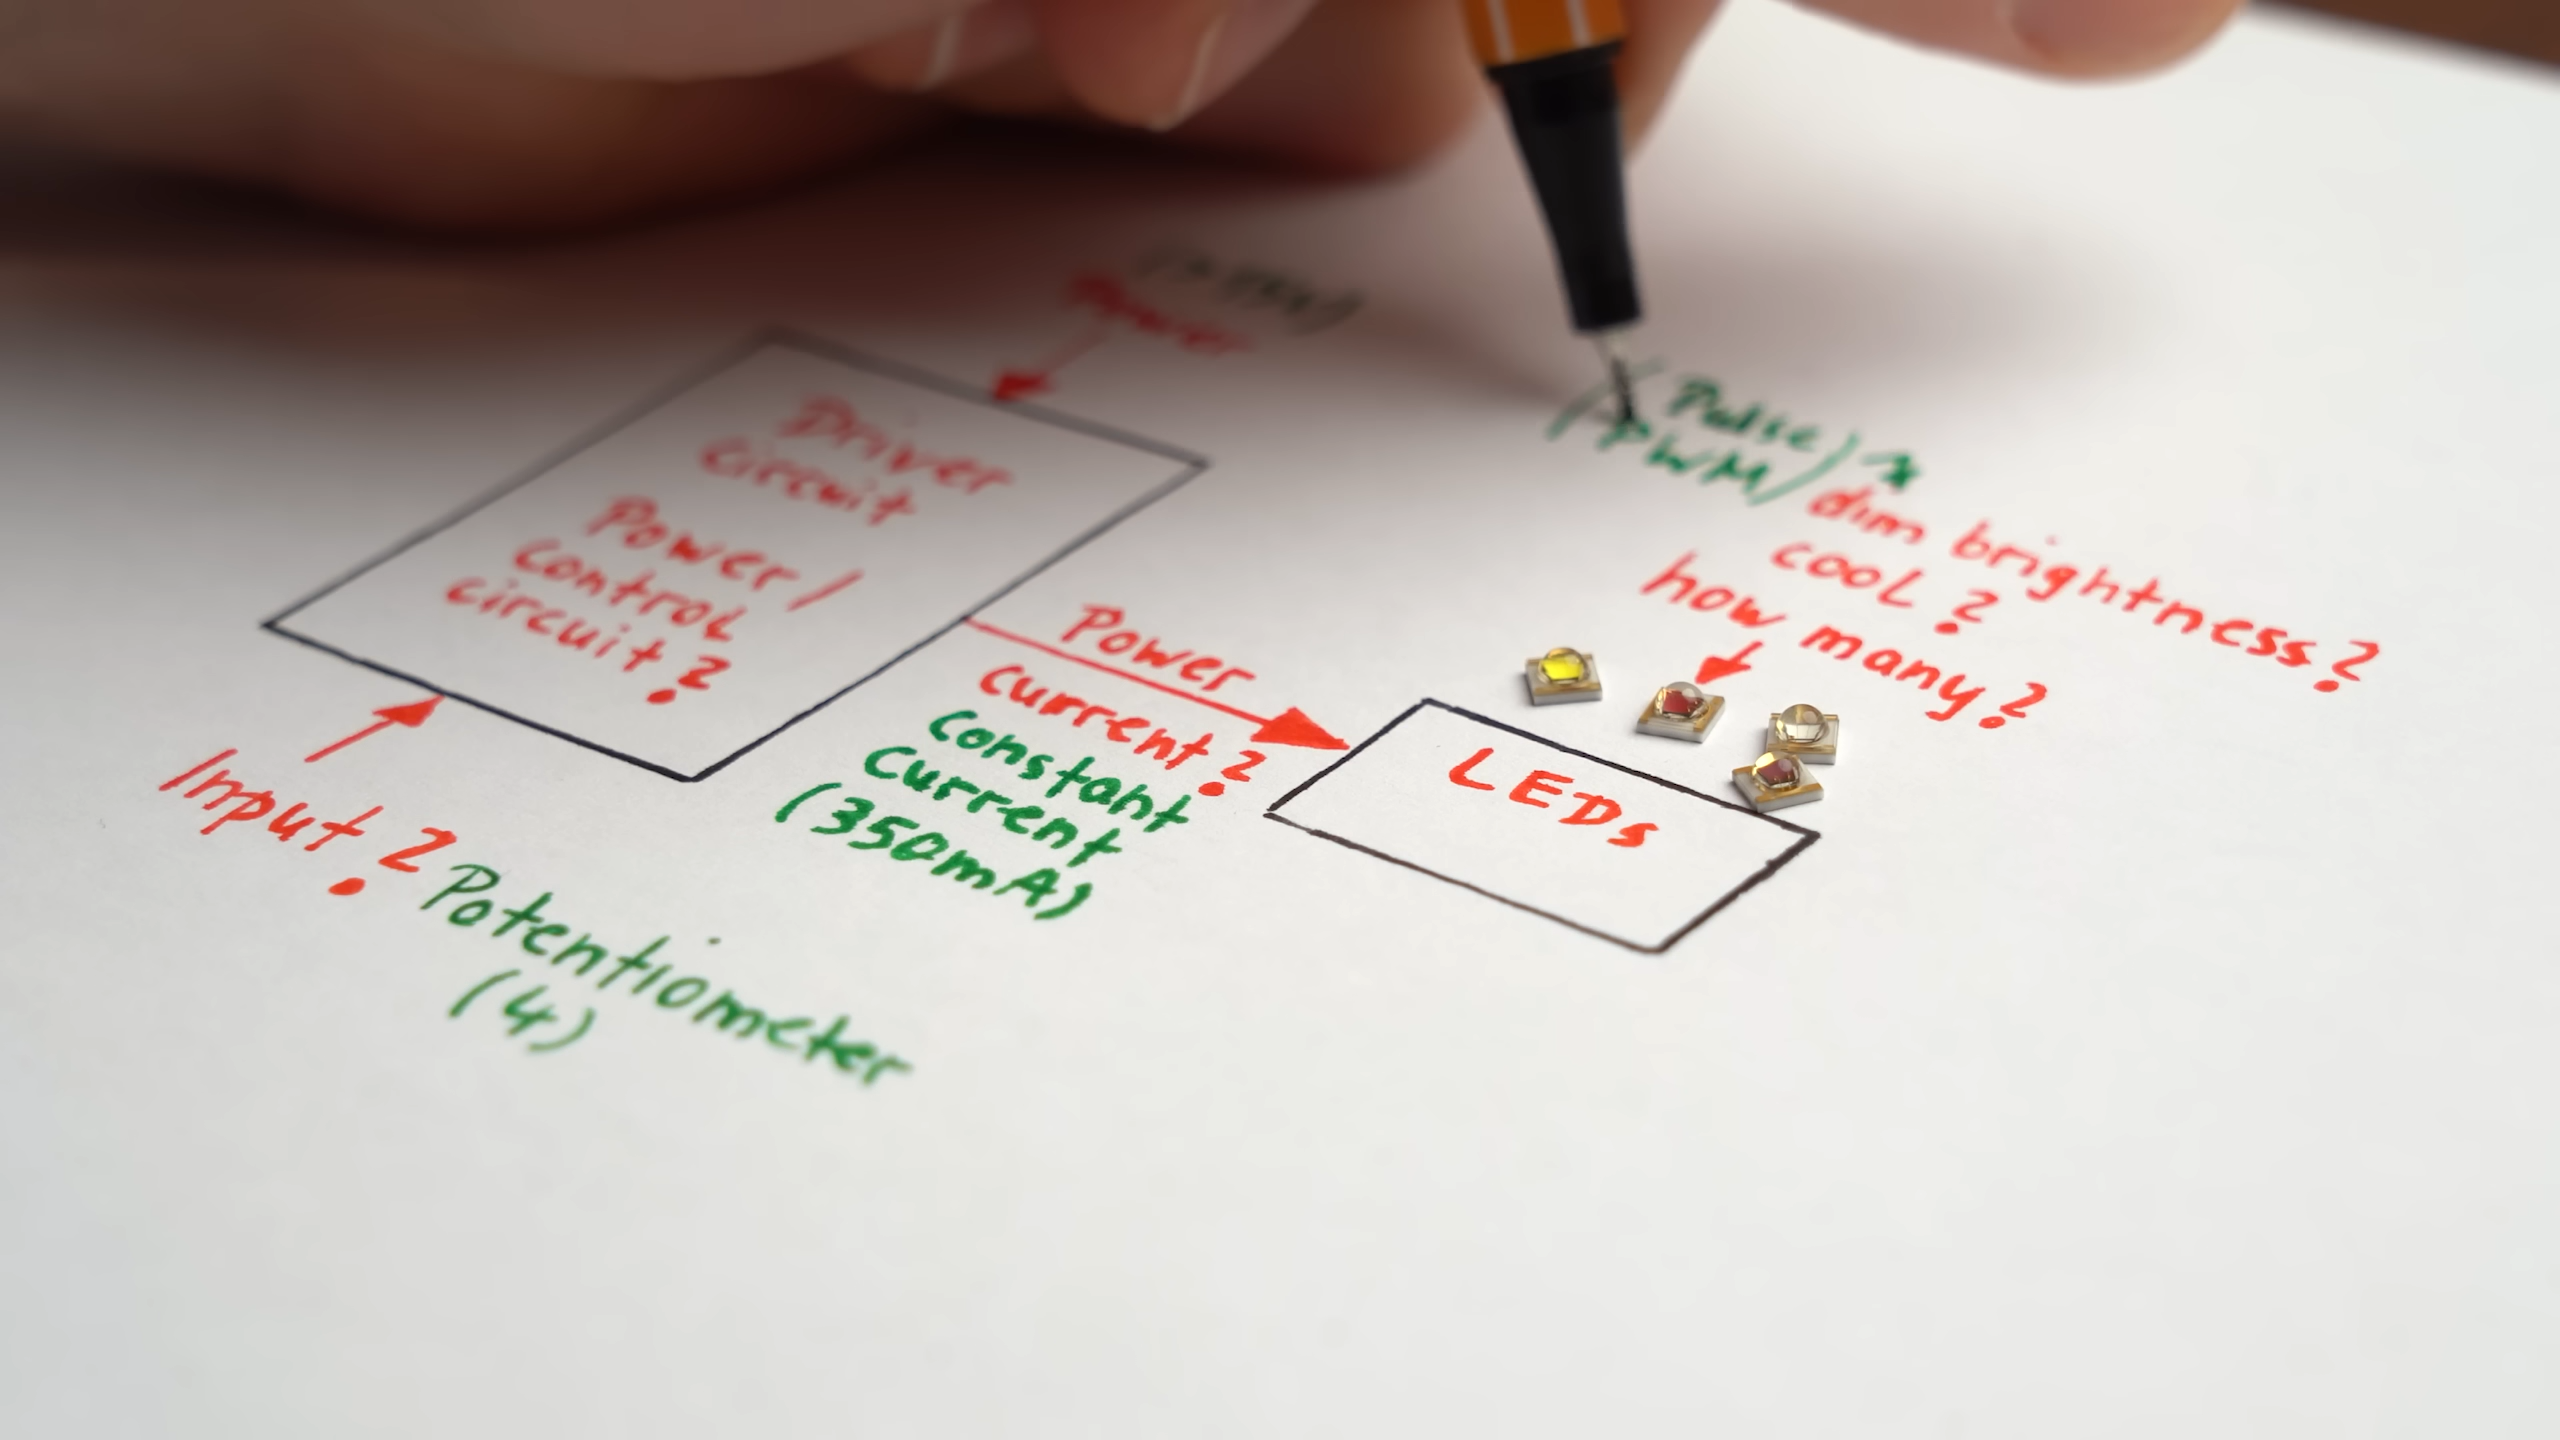 Power
Driver
circuit
Power/
control
circuit?
Input?
Potentiometer
(4)
Power
current?
constant
current
(350mA)
LEDs
(Pulse)
(PWM)
dim brightness?
cool?
how many?